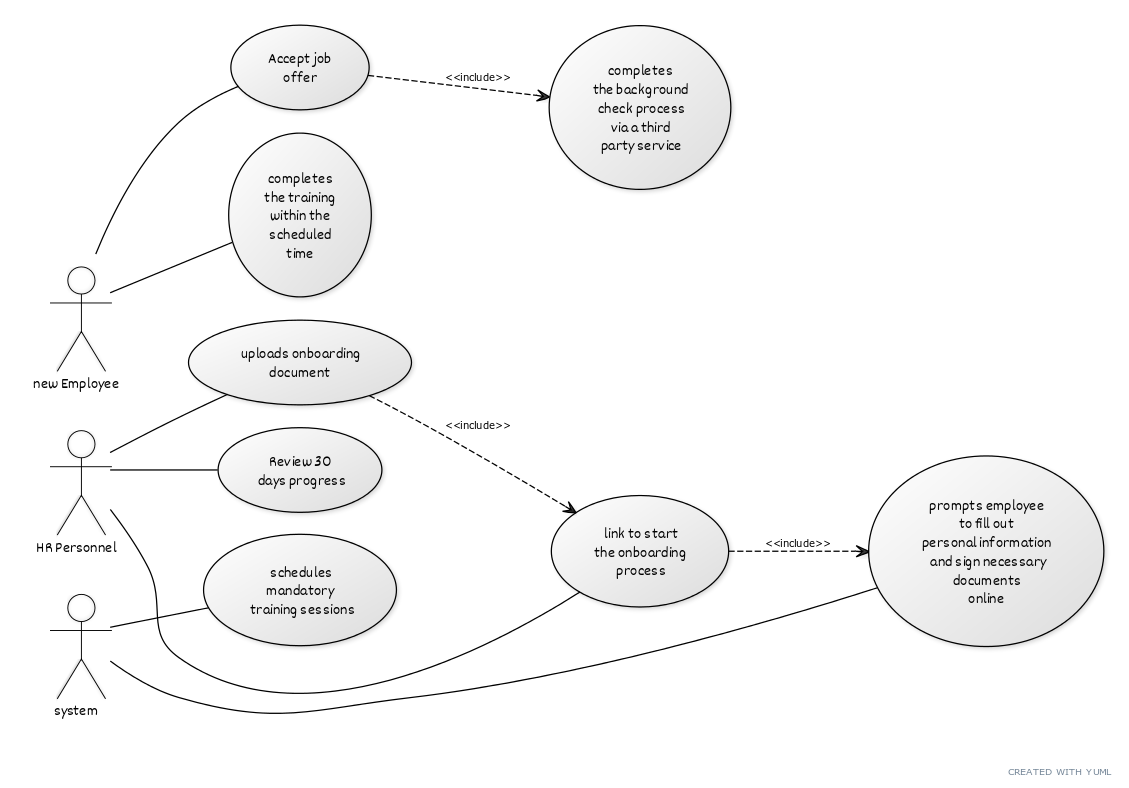 Accept job
offer
<<include>>
completes
the background
check process
via a third
party service
completes
the training
within the
scheduled
time
new Employee
uploads onboarding
document
<<include>>
Review 30
days progress
HR Personnel
link to start
the onboarding
process
<<include>>
prompts employee
to fill out
personal information
and sign necessary
documents
online
schedules
mandatory
training sessions
system
CREATED WITH YUML